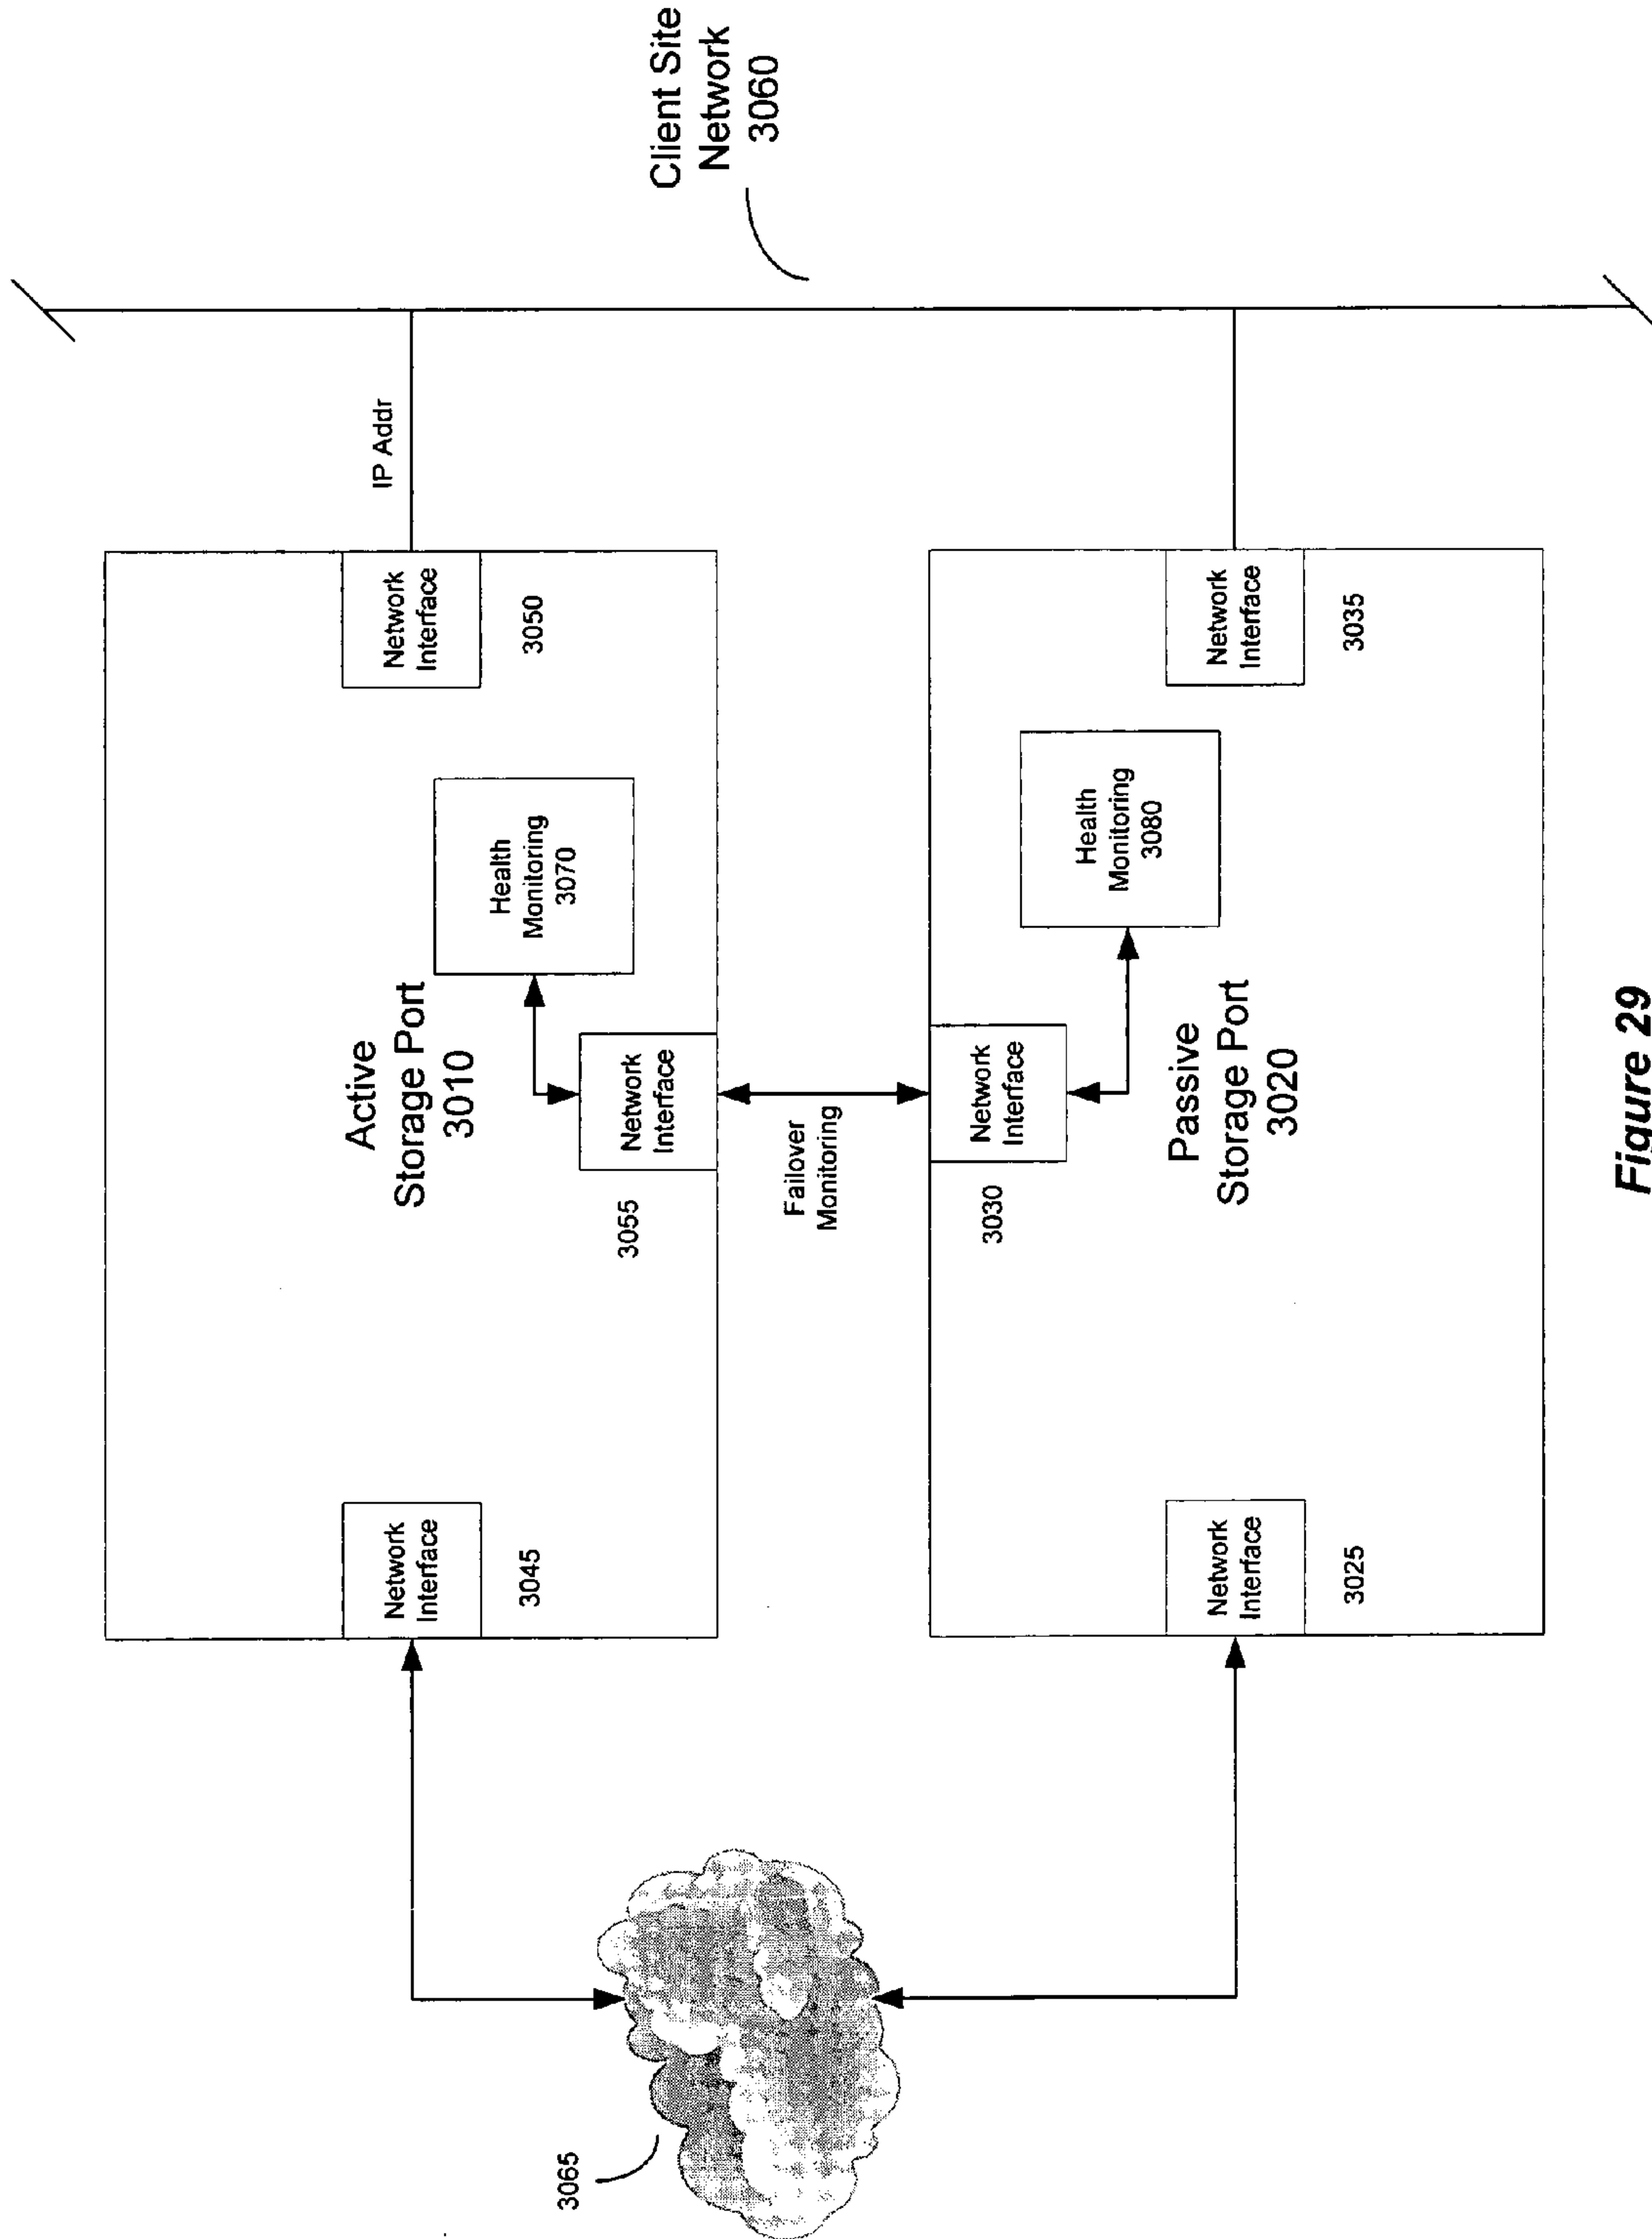 Client Site
Network
3060
IP Addr
Network
Interface
3050
Health
Monitoring
3070
Active
Storage Port
3010
Network
Interface
3055
Network
Interface
3045
Failover
Monitoring
Network
Interface
3035
Health
Monitoring
3080
Network
Interface
3030
Passive
Storage Port
3020
Network
Interface
3025
3065
Figure 29